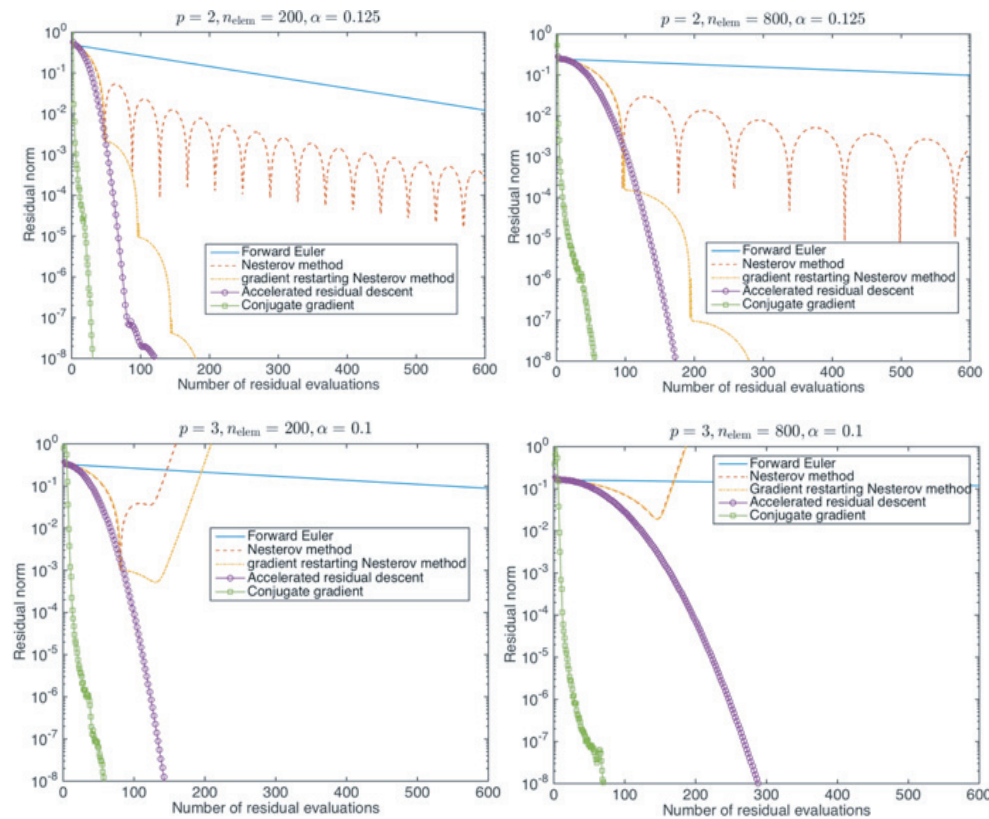 p = 2, n_elem = 200, α = 0.125
10^0
10^-1
10^-2
10^-3
10^-4
10^-5
10^-6
10^-7
10^-8
Residual norm
Forward Euler
Nesterov method
gradient restarting Nesterov method
Accelerated residual descent
Conjugate gradient
0 100 200 300 400 500 600
Number of residual evaluations
p = 2, n_elem = 800, α = 0.125
10^0
10^-1
10^-2
10^-3
10^-4
10^-5
10^-6
10^-7
10^-8
Residual norm
Forward Euler
Nesterov method
gradient restarting Nesterov method
Accelerated residual descent
Conjugate gradient
0 100 200 300 400 500 600
Number of residual evaluations
p = 3, n_elem = 200, α = 0.1
10^0
10^-1
10^-2
10^-3
10^-4
10^-5
10^-6
10^-7
10^-8
Residual norm
Forward Euler
Nesterov method
gradient restarting Nesterov method
Accelerated residual descent
Conjugate gradient
0 100 200 300 400 500 600
Number of residual evaluations
p = 3, n_elem = 800, α = 0.1
10^0
10^-1
10^-2
10^-3
10^-4
10^-5
10^-6
10^-7
10^-8
Residual norm
Forward Euler
Nesterov method
Gradient restarting Nesterov method
Accelerated residual descent
Conjugate gradient
0 100 200 300 400 500 600
Number of residual evaluations